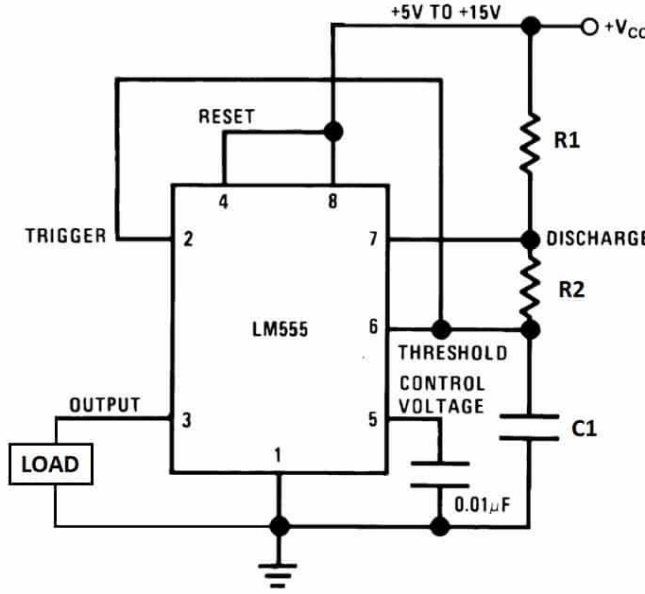 +5V TO +15V
+VCC
RESET
R1
4
8
TRIGGER
2
7
DISCHARGE
R2
LM555
6
THRESHOLD
CONTROL
VOLTAGE
OUTPUT
3
5
C1
LOAD
1
0.01µF